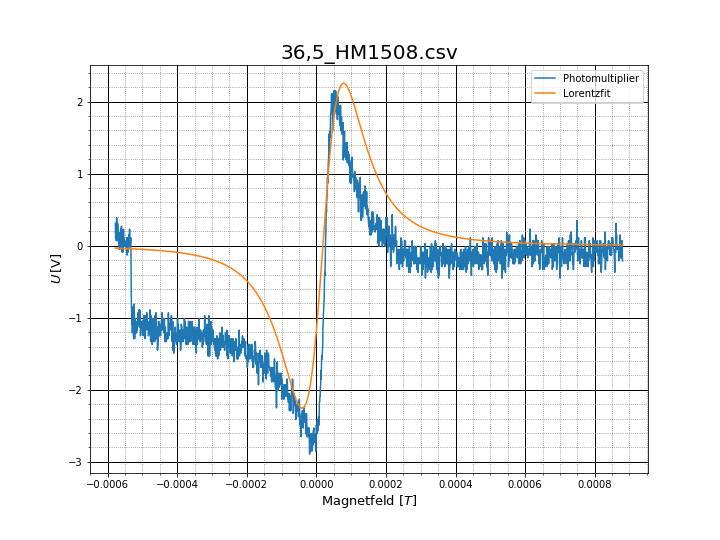 36,5_HM1508.csv
Photomultiplier
Lorentzfit
2
1
0
−1
−2
−3
U[V]
−0.0006 −0.0004 −0.0002 0.0000 0.0002 0.0004 0.0006 0.0008
Magnetfeld [T]